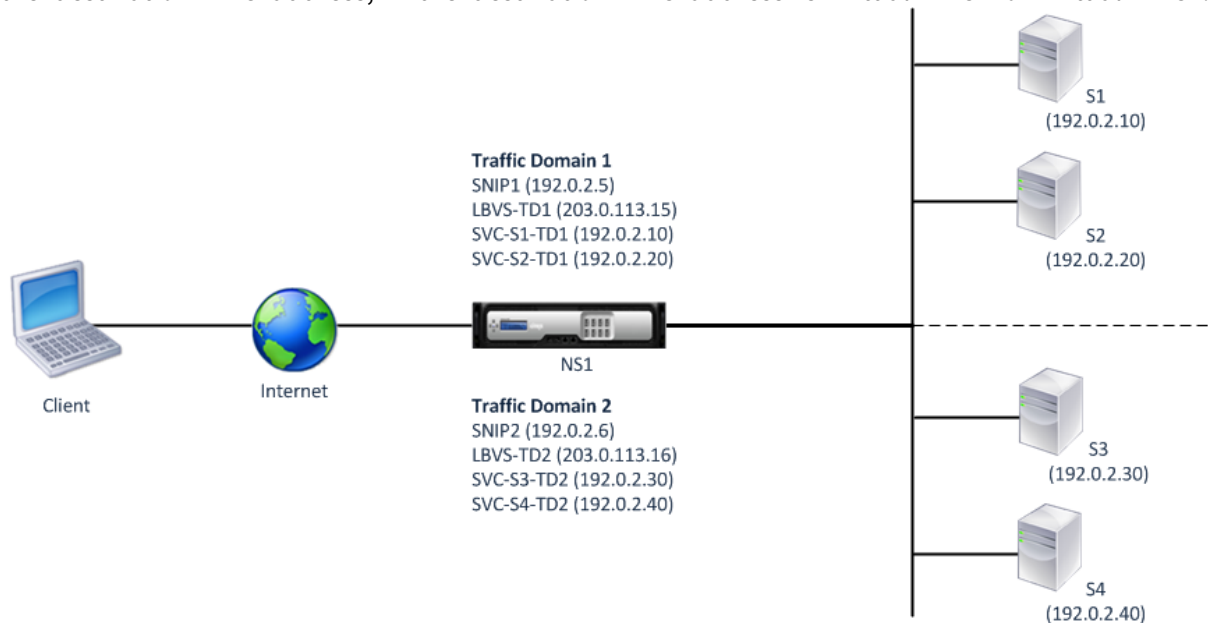 Traffic Domain 1
SNIP1 (192.0.2.5)
LBVS-TD1 (203.0.113.15)
SVC-S1-TD1 (192.0.2.10)
SVC-S2-TD1 (192.0.2.20)
S1
(192.0.2.10)
S2
(192.0.2.20)
Client
Internet
NS1
Traffic Domain 2
SNIP2 (192.0.2.6)
LBVS-TD2 (203.0.113.16)
SVC-S3-TD2 (192.0.2.30)
SVC-S4-TD2 (192.0.2.40)
S3
(192.0.2.30)
S4
(192.0.2.40)